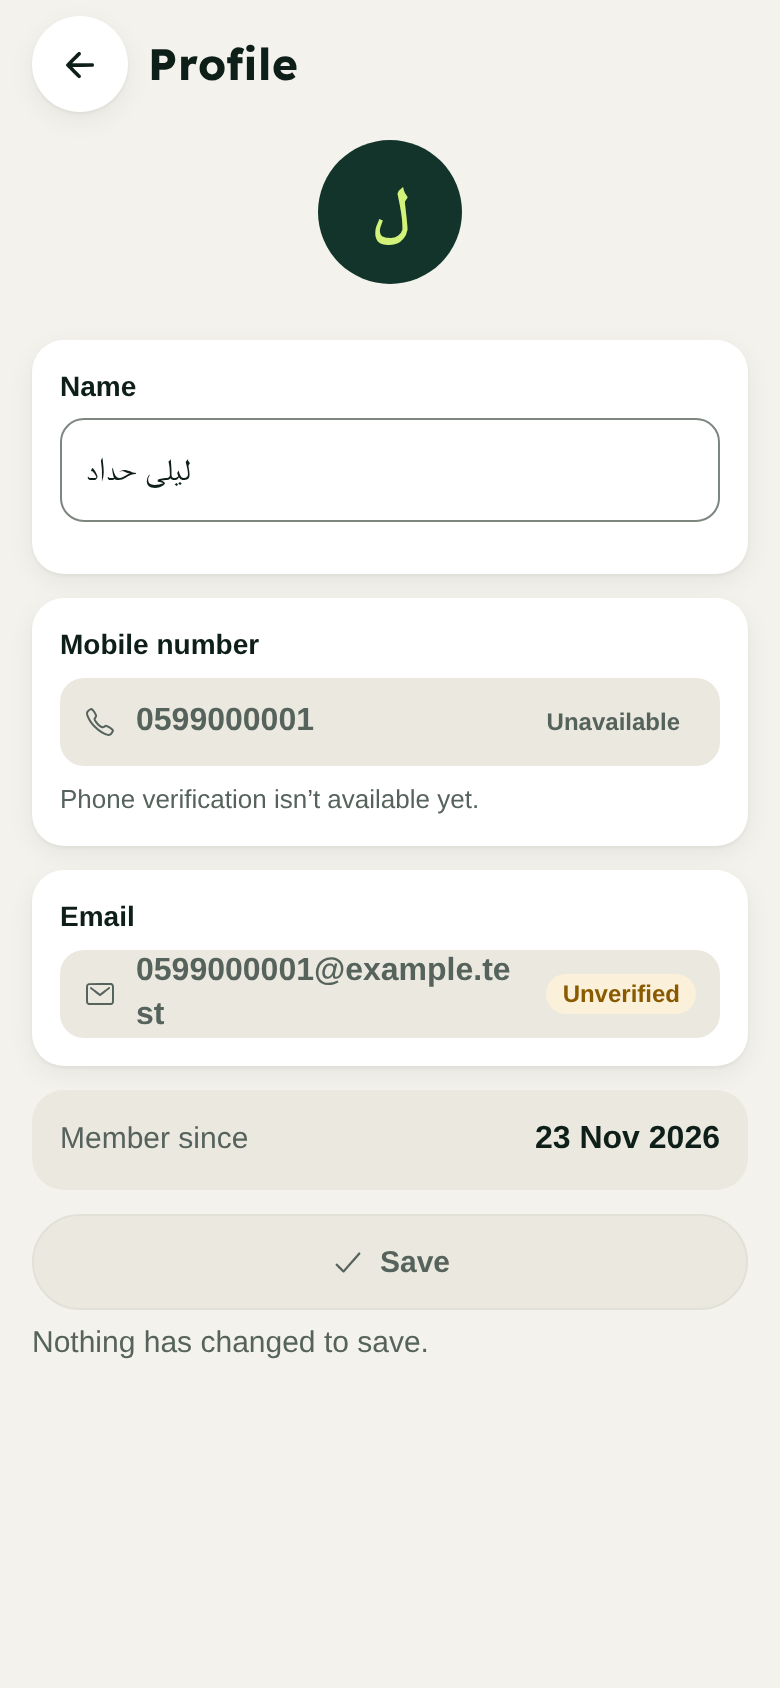 Profile
ل
Name
ليلى حداد
Mobile number
0599000001 Unavailable
Phone verification isn’t available yet.
Email
0599000001@example.te
st
Unverified
Member since 23 Nov 2026
Save
Nothing has changed to save.